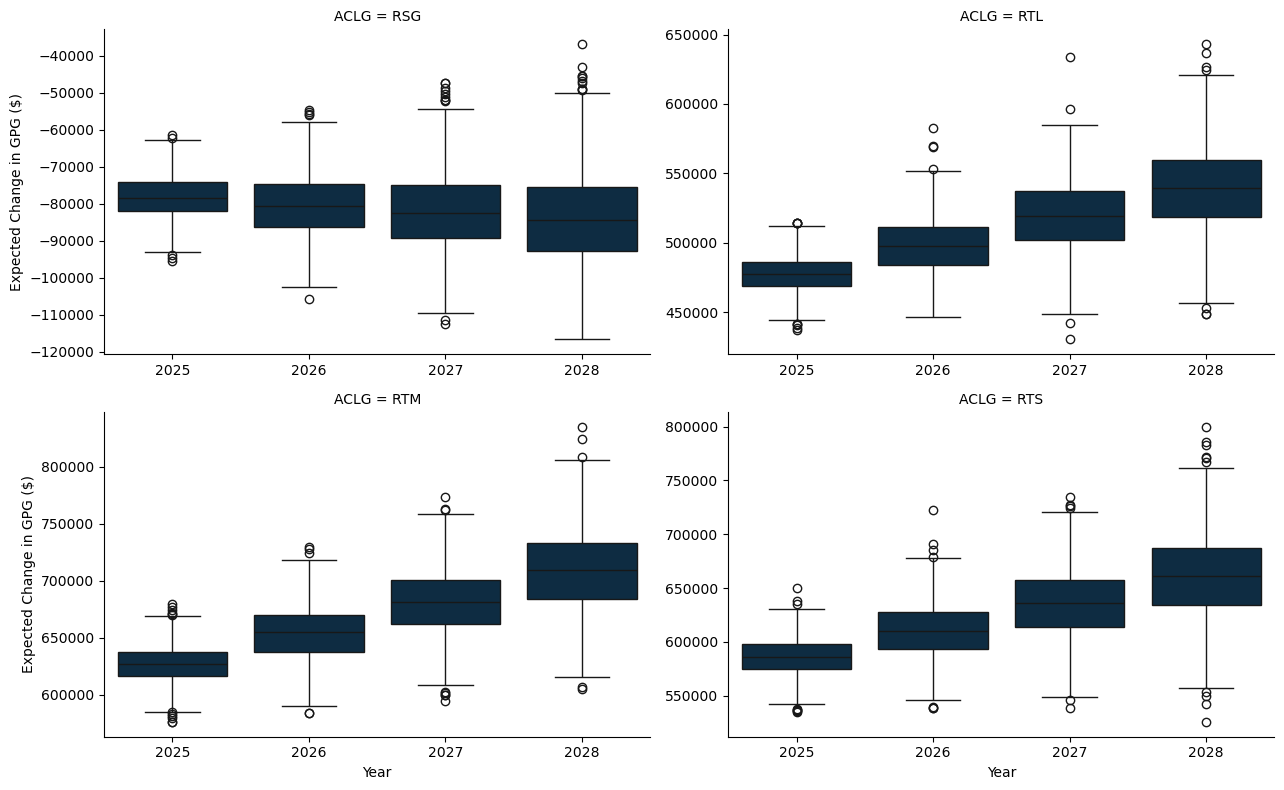 ACLG = RSG
Expected Change in GPG ($)
−40000
−50000
−60000
−70000
−80000
−90000
−100000
−110000
−120000
2025 2026 2027 2028
ACLG = RTL
650000
600000
550000
500000
450000
2025 2026 2027 2028
ACLG = RTM
Expected Change in GPG ($)
800000
750000
700000
650000
600000
2025 2026 2027 2028
Year
ACLG = RTS
800000
750000
700000
650000
600000
550000
2025 2026 2027 2028
Year